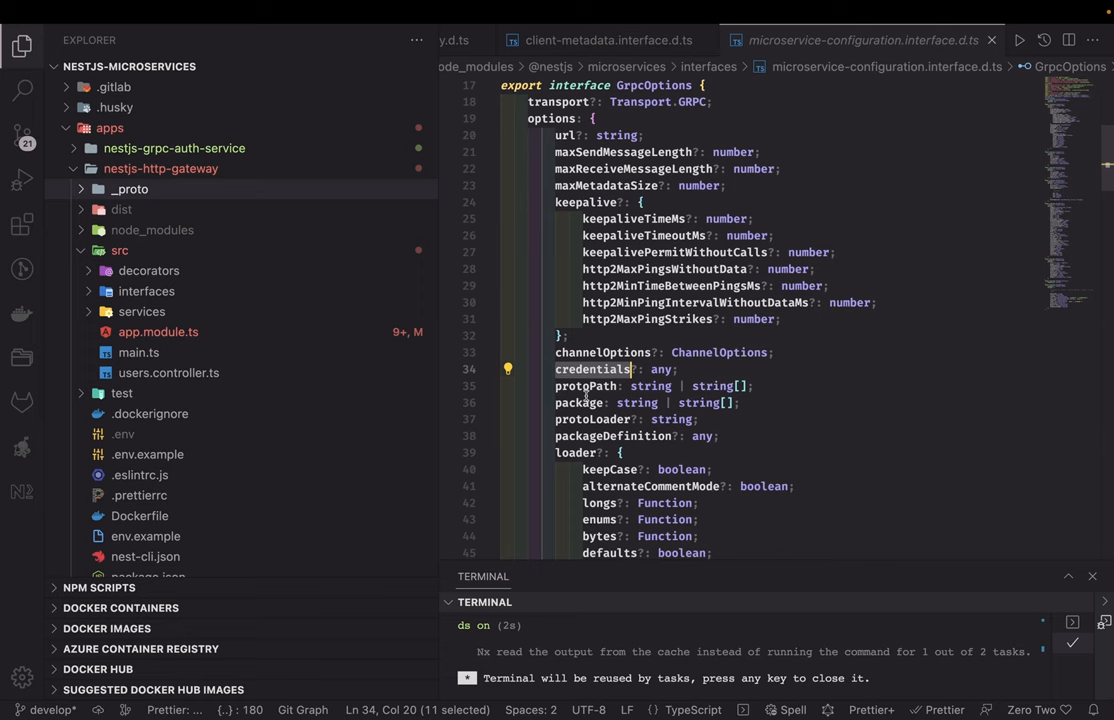 EXPLORER
NESTJS-MICROSERVICES
.gitlab
.husky
apps
nestjs-grpc-auth-service
nestjs-http-gateway
_proto
dist
node_modules
src
decorators
interfaces
services
app.module.ts 9+, M
main.ts
users.controller.ts
test
.dockerignore
.env
.env.example
.eslintrc.js
.prettierrc
Dockerfile
env.example
nest-cli.json
package.json
NPM SCRIPTS
DOCKER CONTAINERS
DOCKER IMAGES
AZURE CONTAINER REGISTRY
DOCKER HUB
SUGGESTED DOCKER HUB IMAGES
21
y.d.ts client-metadata.interface.d.ts microservice-configuration.interface.d.ts
ode_modules > @nestjs > microservices > interfaces > microservice-configuration.interface.d.ts > GrpcOptions
17 export interface GrpcOptions {
18 transport?: Transport.GRPC;
19 options: {
20 url?: string;
21 maxSendMessageLength?: number;
22 maxReceiveMessageLength?: number;
23 maxMetadataSize?: number;
24 keepalive?: {
25 keepaliveTimeMs?: number;
26 keepaliveTimeoutMs?: number;
27 keepalivePermitWithoutCalls?: number;
28 http2MaxPingsWithoutData?: number;
29 http2MinTimeBetweenPingsMs?: number;
30 http2MinPingIntervalWithoutDataMs?: number;
31 http2MaxPingStrikes?: number;
32 };
33 channelOptions?: ChannelOptions;
34 credentials?: any;
35 protoPath: string | string[];
36 package: string | string[];
37 protoLoader?: string;
38 packageDefinition?: any;
39 loader?: {
40 keepCase?: boolean;
41 alternateCommentMode?: boolean;
42 longs?: Function;
43 enums?: Function;
44 bytes?: Function;
45 defaults?: boolean;
TERMINAL
TERMINAL
ds on (2s)
Nx read the output from the cache instead of running the command for 1 out of 2 tasks.
* Terminal will be reused by tasks, press any key to close it.
develop* Prettier: ... {..} : 180 Git Graph Ln 34, Col 20 (11 selected) Spaces: 2 UTF-8 LF TypeScript Spell Prettier+ Prettier Zero Two